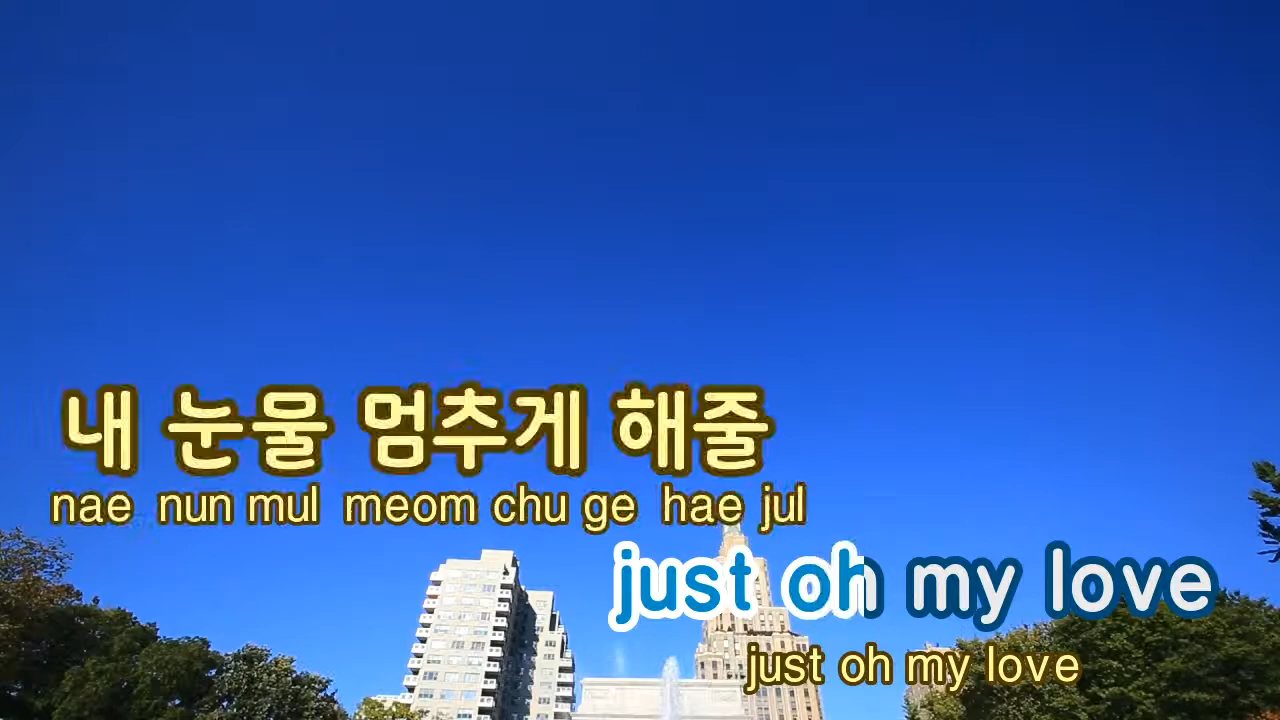 내 눈물 멈추게 해줄
nae nun mul meom chu ge hae jul
just oh my love
just oh my love